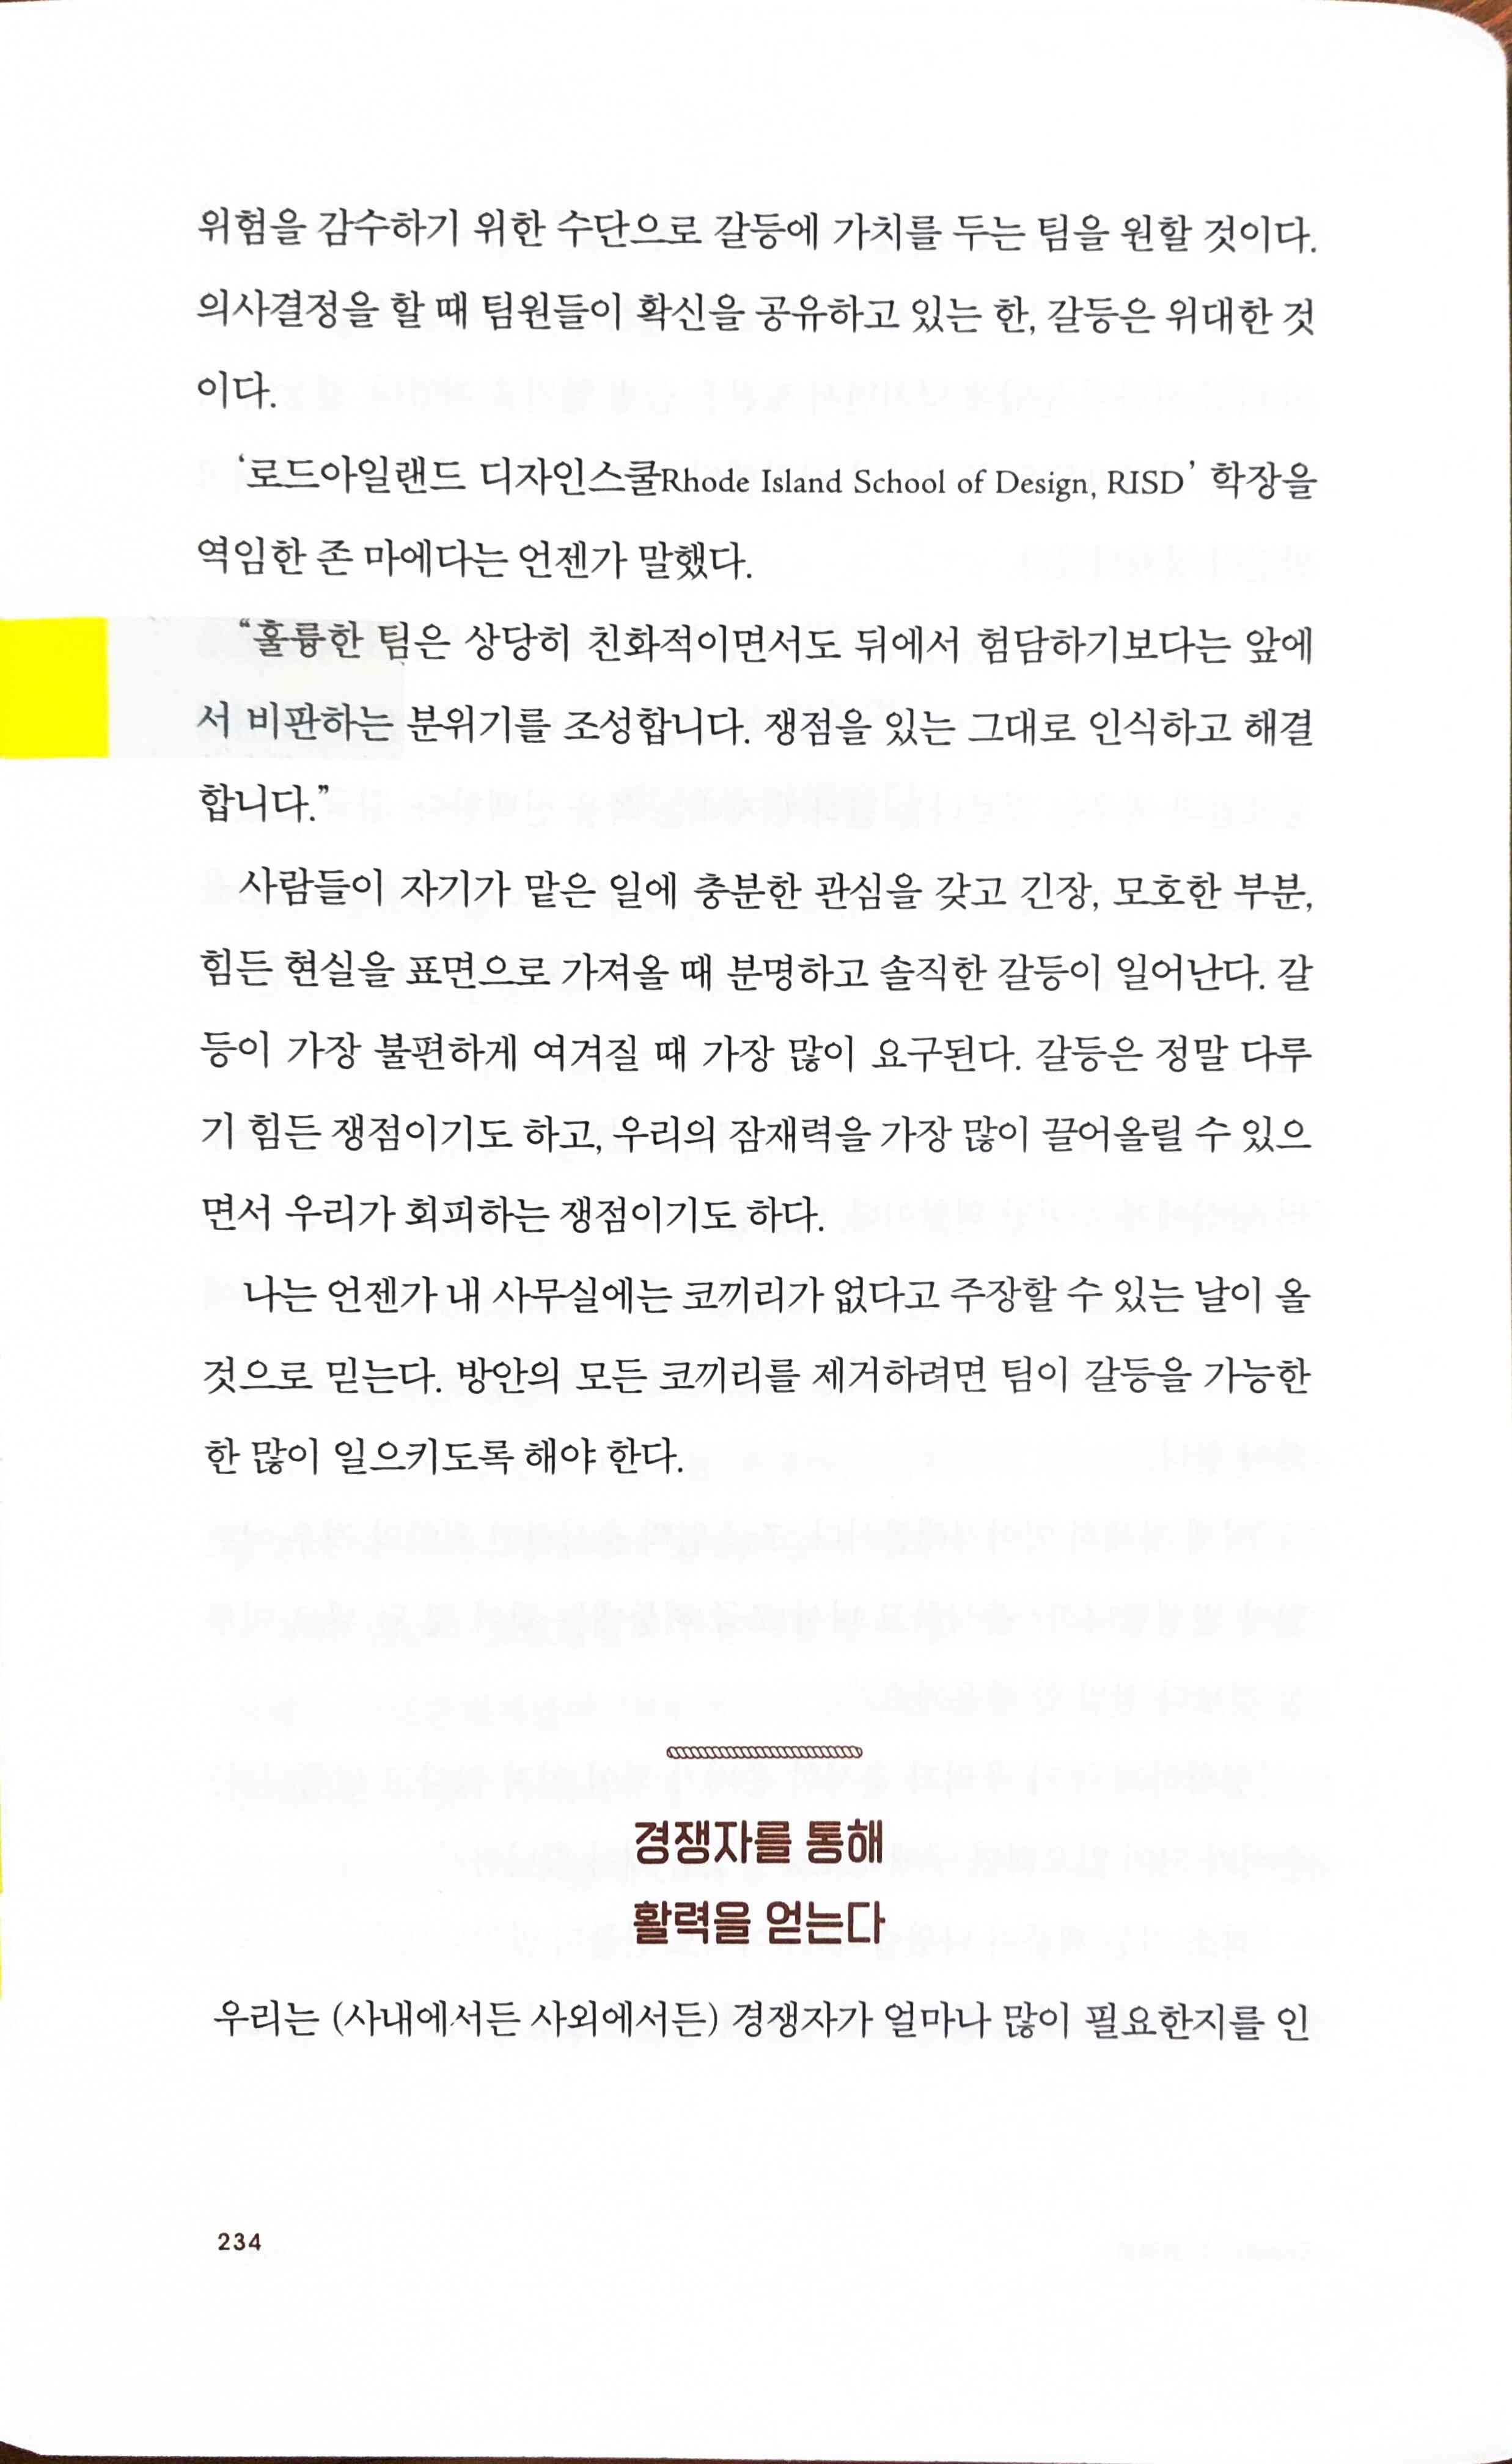 위험을 감수하기 위한 수단으로 갈등에 가치를 두는 팀을 원할 것이다.
의사결정을 할 때 팀원들이 확신을 공유하고 있는 한, 갈등은 위대한 것
이다.
‘로드아일랜드 디자인스쿨Rhode Island School of Design, RISD’ 학장을
역임한 존 마에다는 언젠가 말했다.
“훌륭한 팀은 상당히 친화적이면서도 뒤에서 험담하기보다는 앞에
서 비판하는 분위기를 조성합니다. 쟁점을 있는 그대로 인식하고 해결
합니다.”
사람들이 자기가 맡은 일에 충분한 관심을 갖고 긴장, 모호한 부분,
힘든 현실을 표면으로 가져올 때 분명하고 솔직한 갈등이 일어난다. 갈
등이 가장 불편하게 여겨질 때 가장 많이 요구된다. 갈등은 정말 다루
기 힘든 쟁점이기도 하고, 우리의 잠재력을 가장 많이 끌어올릴 수 있으
면서 우리가 회피하는 쟁점이기도 하다.
나는 언젠가 내 사무실에는 코끼리가 없다고 주장할 수 있는 날이 올
것으로 믿는다. 방안의 모든 코끼리를 제거하려면 팀이 갈등을 가능한
한 많이 일으키도록 해야 한다.
경쟁자를 통해
활력을 얻는다
우리는 (사내에서든 사외에서든) 경쟁자가 얼마나 많이 필요한지를 인
234